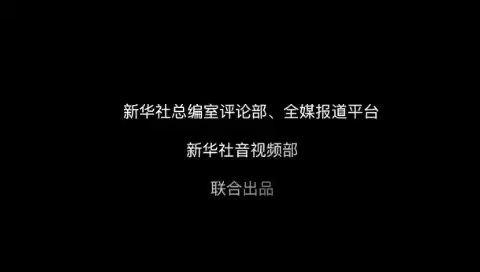 新华社总编室评论部、全媒报道平台
新华社音视频部
联合出品